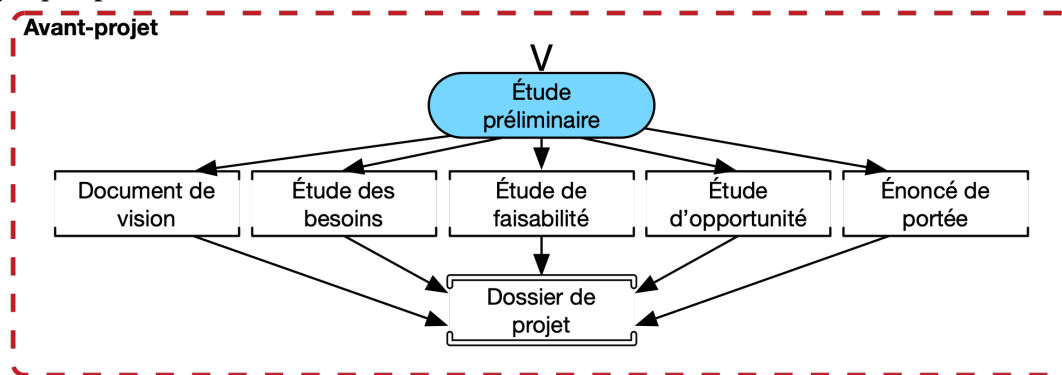 Avant-projet
V
Étude
préliminaire
Document de
vision
Étude des
besoins
Étude de
faisabilité
Étude
d'opportunité
Énoncé de
portée
Dossier de
projet